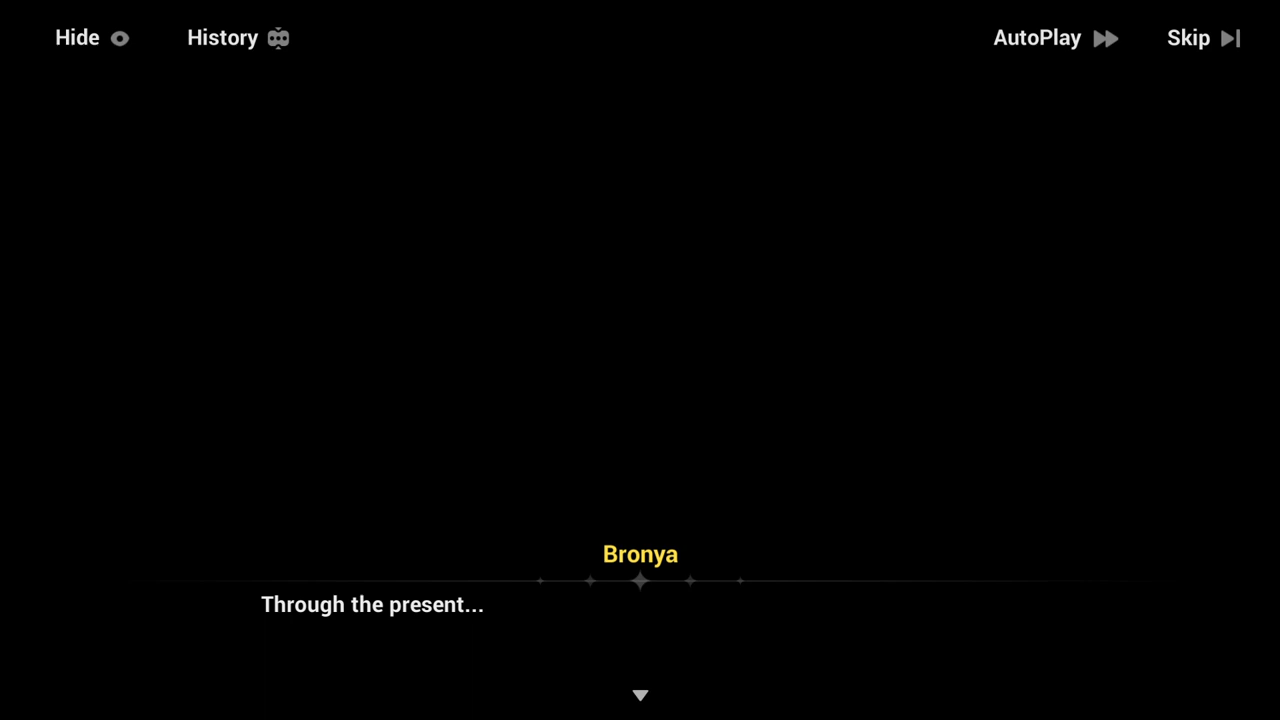 Hide
History
AutoPlay
Skip
Bronya
Through the present...